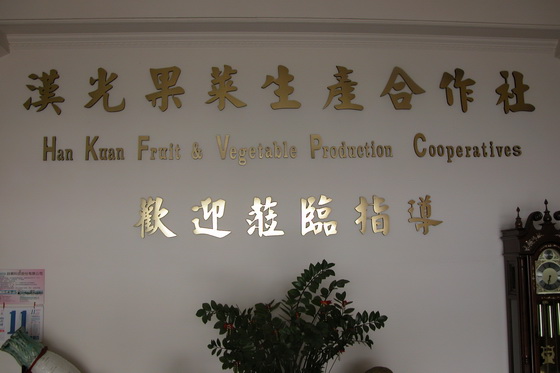 漢光果菜生產合作社
Han Kuan Fruit & Vegetable Production Cooperatives
歡迎蒞臨指導
11